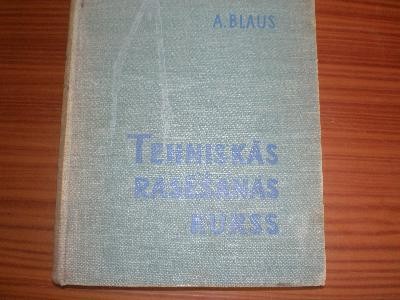 A. BLAUS
TEHNISKĀS
RASĒŠANAS
KURSS